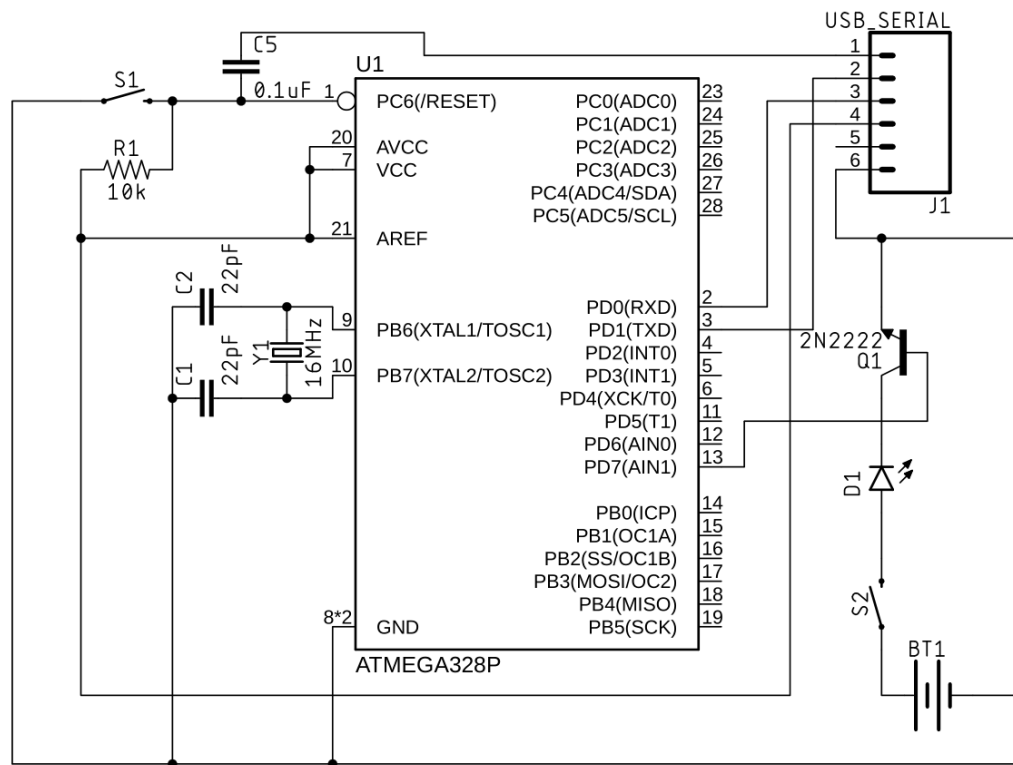 USB_SERIAL
1
2
3
4
5
6
J1
C5
0.1uF
S1
R1
10k
U1
1
PC6(/RESET)
20
AVCC
7
VCC
21
AREF
9
PB6(XTAL1/TOSC1)
10
PB7(XTAL2/TOSC2)
8*2
GND
PC0(ADC0)
23
PC1(ADC1)
24
PC2(ADC2)
25
PC3(ADC3)
26
PC4(ADC4/SDA)
27
PC5(ADC5/SCL)
28
PD0(RXD)
2
PD1(TXD)
3
PD2(INT0)
4
PD3(INT1)
5
PD4(XCK/T0)
6
PD5(T1)
11
PD6(AIN0)
12
PD7(AIN1)
13
PB0(ICP)
14
PB1(OC1A)
15
PB2(SS/OC1B)
16
PB3(MOSI/OC2)
17
PB4(MISO)
18
PB5(SCK)
19
ATMEGA328P
C2
22pF
C1
22pF
Y1
16MHz
2N2222
Q1
D1
S2
BT1